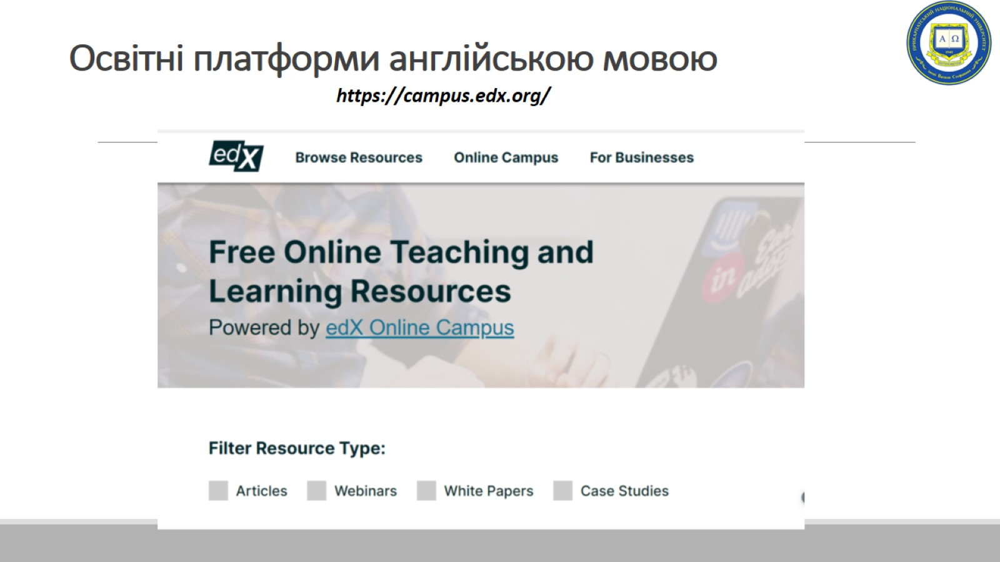 Освітні платформи англійською мовою
https://campus.edx.org/
ПРИКАРПАТСЬКИЙ НАЦІОНАЛЬНИЙ УНІВЕРСИТЕТ
імені Василя Стефаника
Α Ω
1940
edX
Browse Resources
Online Campus
For Businesses
Free Online Teaching and
Learning Resources
Powered by edX Online Campus
in
Filter Resource Type:
Articles
Webinars
White Papers
Case Studies